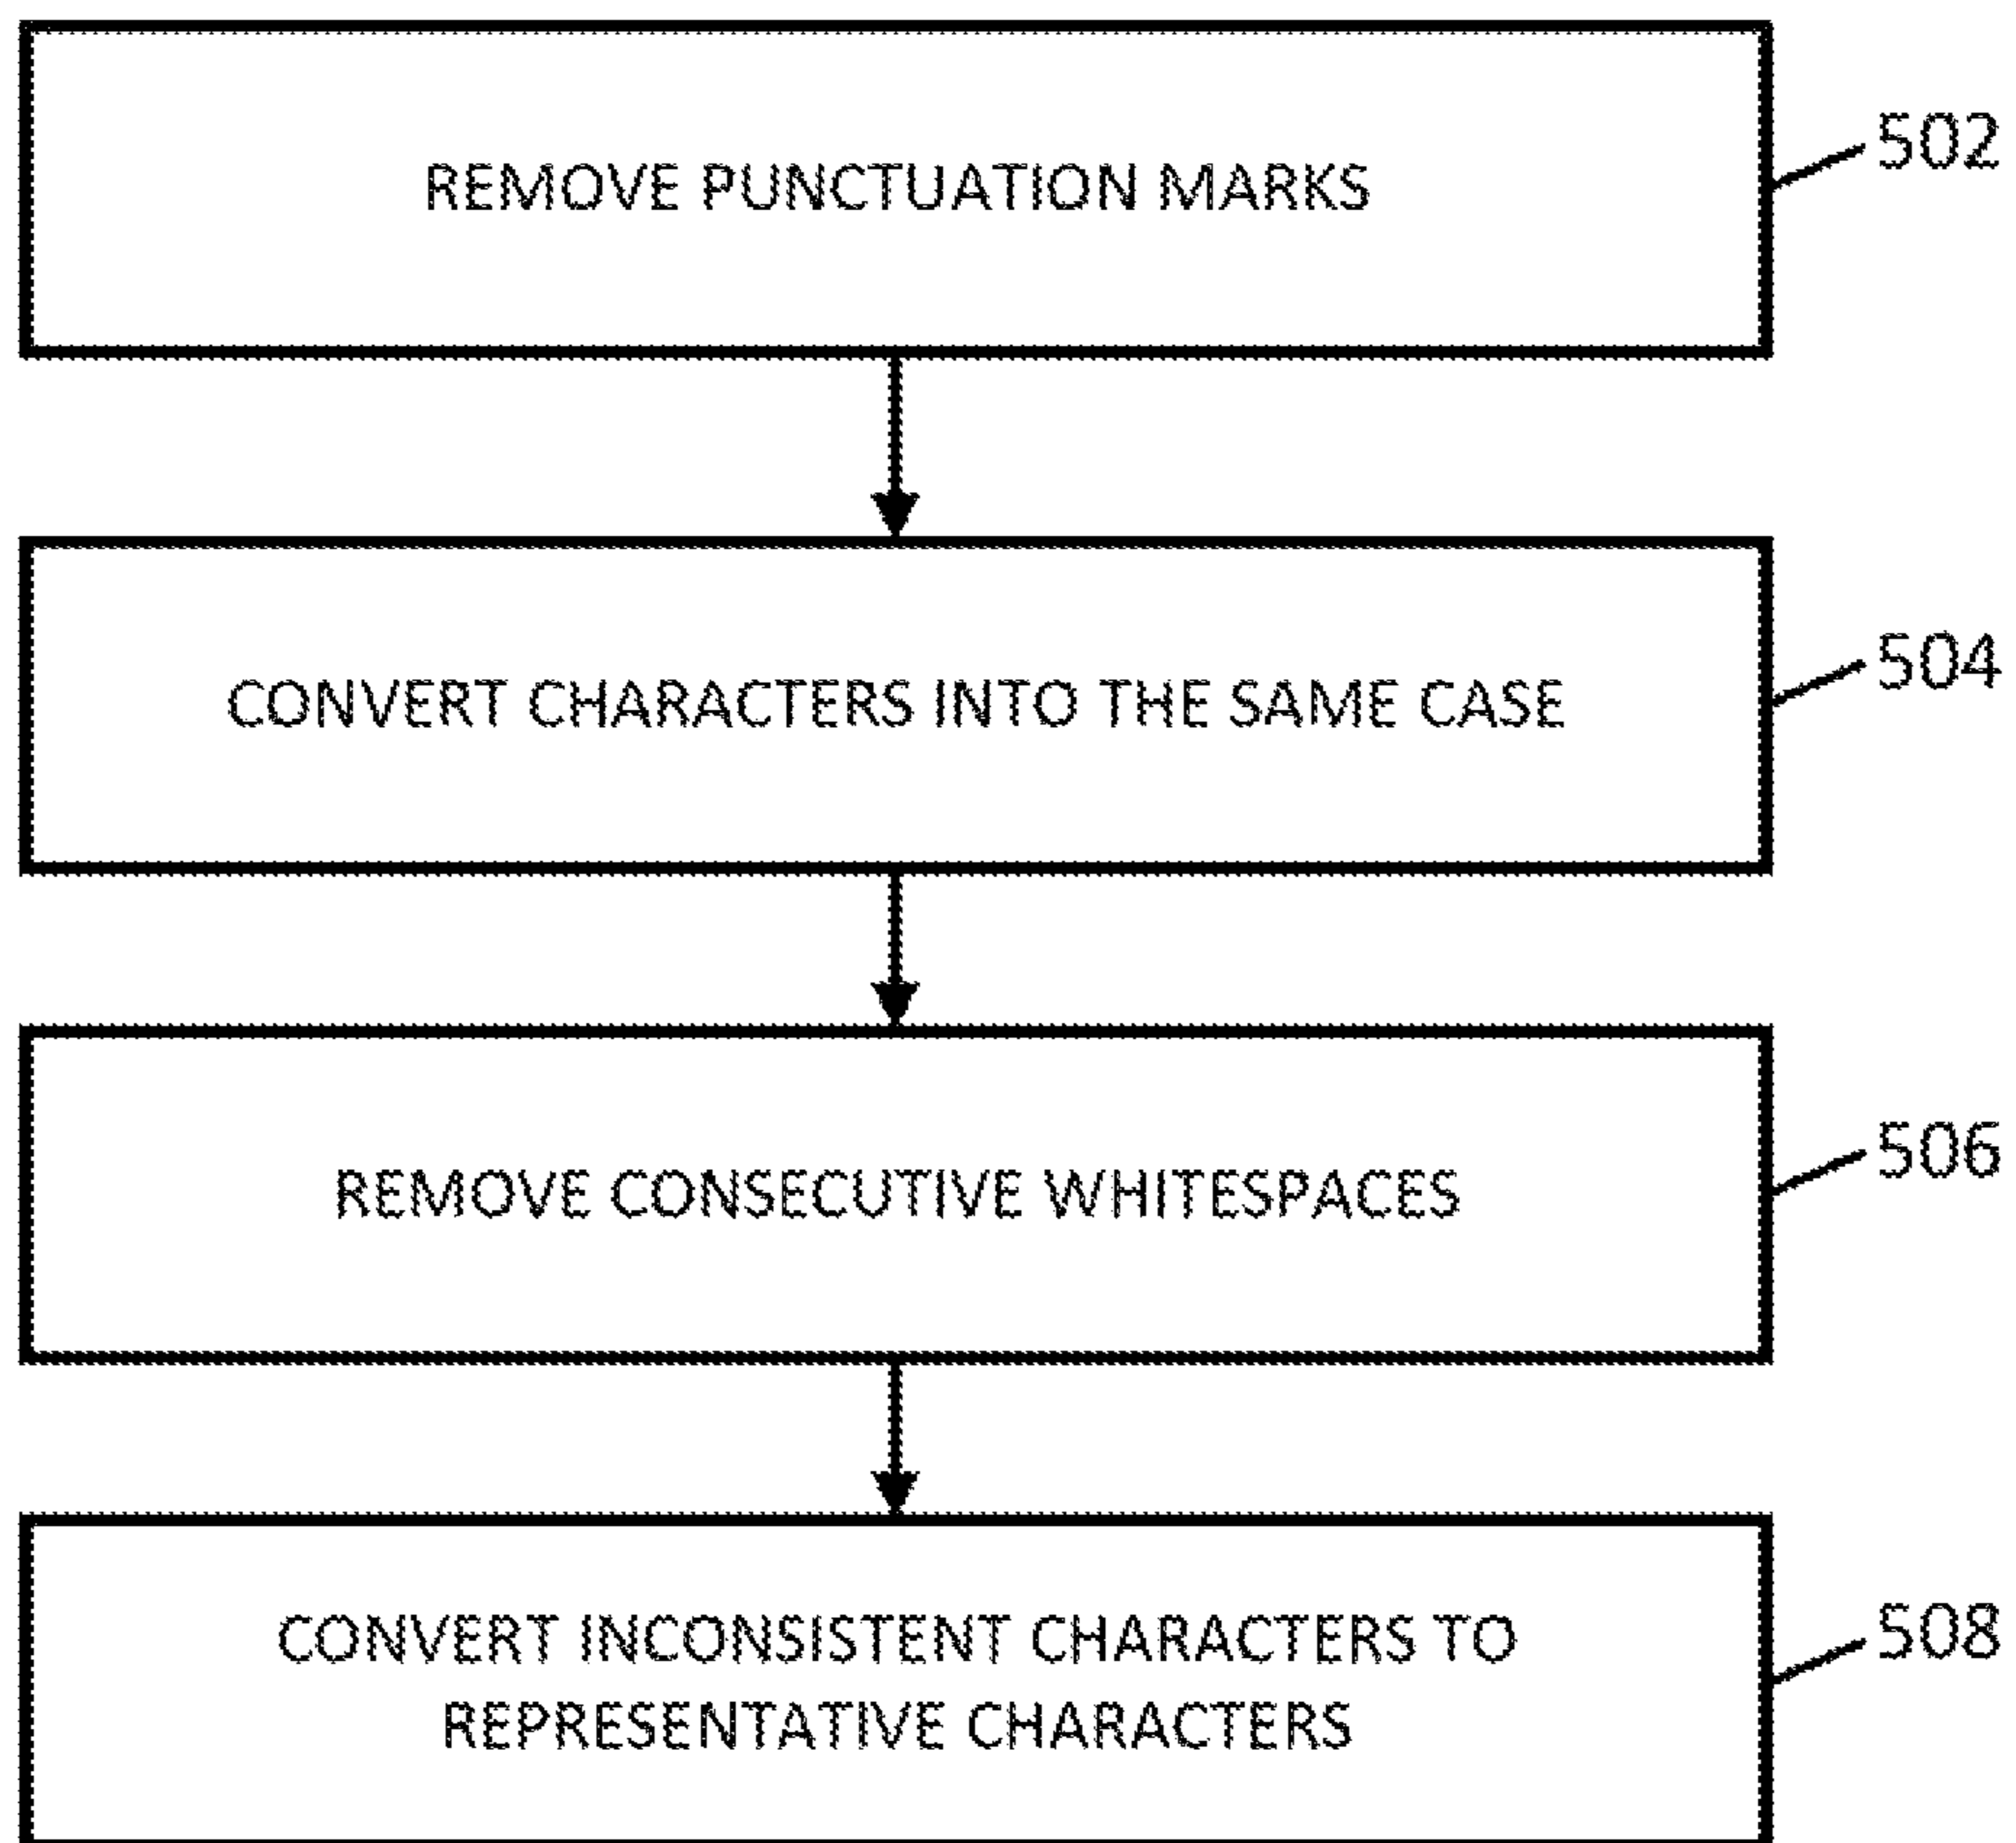 REMOVE PUNCTUATION MARKS
502
CONVERT CHARACTERS INTO THE SAME CASE
504
REMOVE CONSECUTIVE WHITESPACES
506
CONVERT INCONSISTENT CHARACTERS TO
REPRESENTATIVE CHARACTERS
508